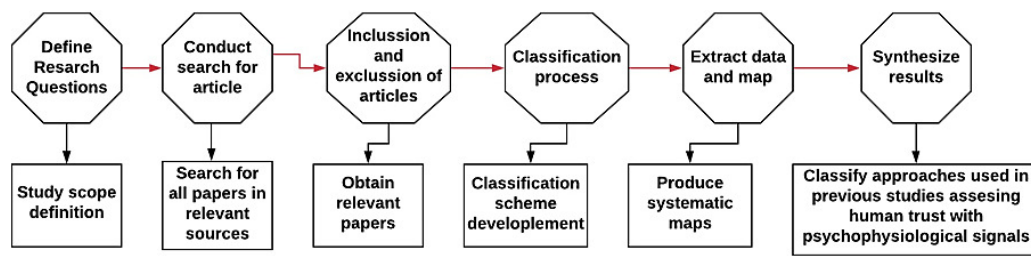 Define
Resarch
Questions
Conduct
search for
article
Inclussion
and
exclussion of
articles
Classification
process
Extract data
and map
Synthesize
results
Study scope
definition
Search for
all papers in
relevant
sources
Obtain
relevant
papers
Classification
scheme
developlement
Produce
systematic
maps
Classify approaches used in
previous studies assesing
human trust with
psychophysiological signals